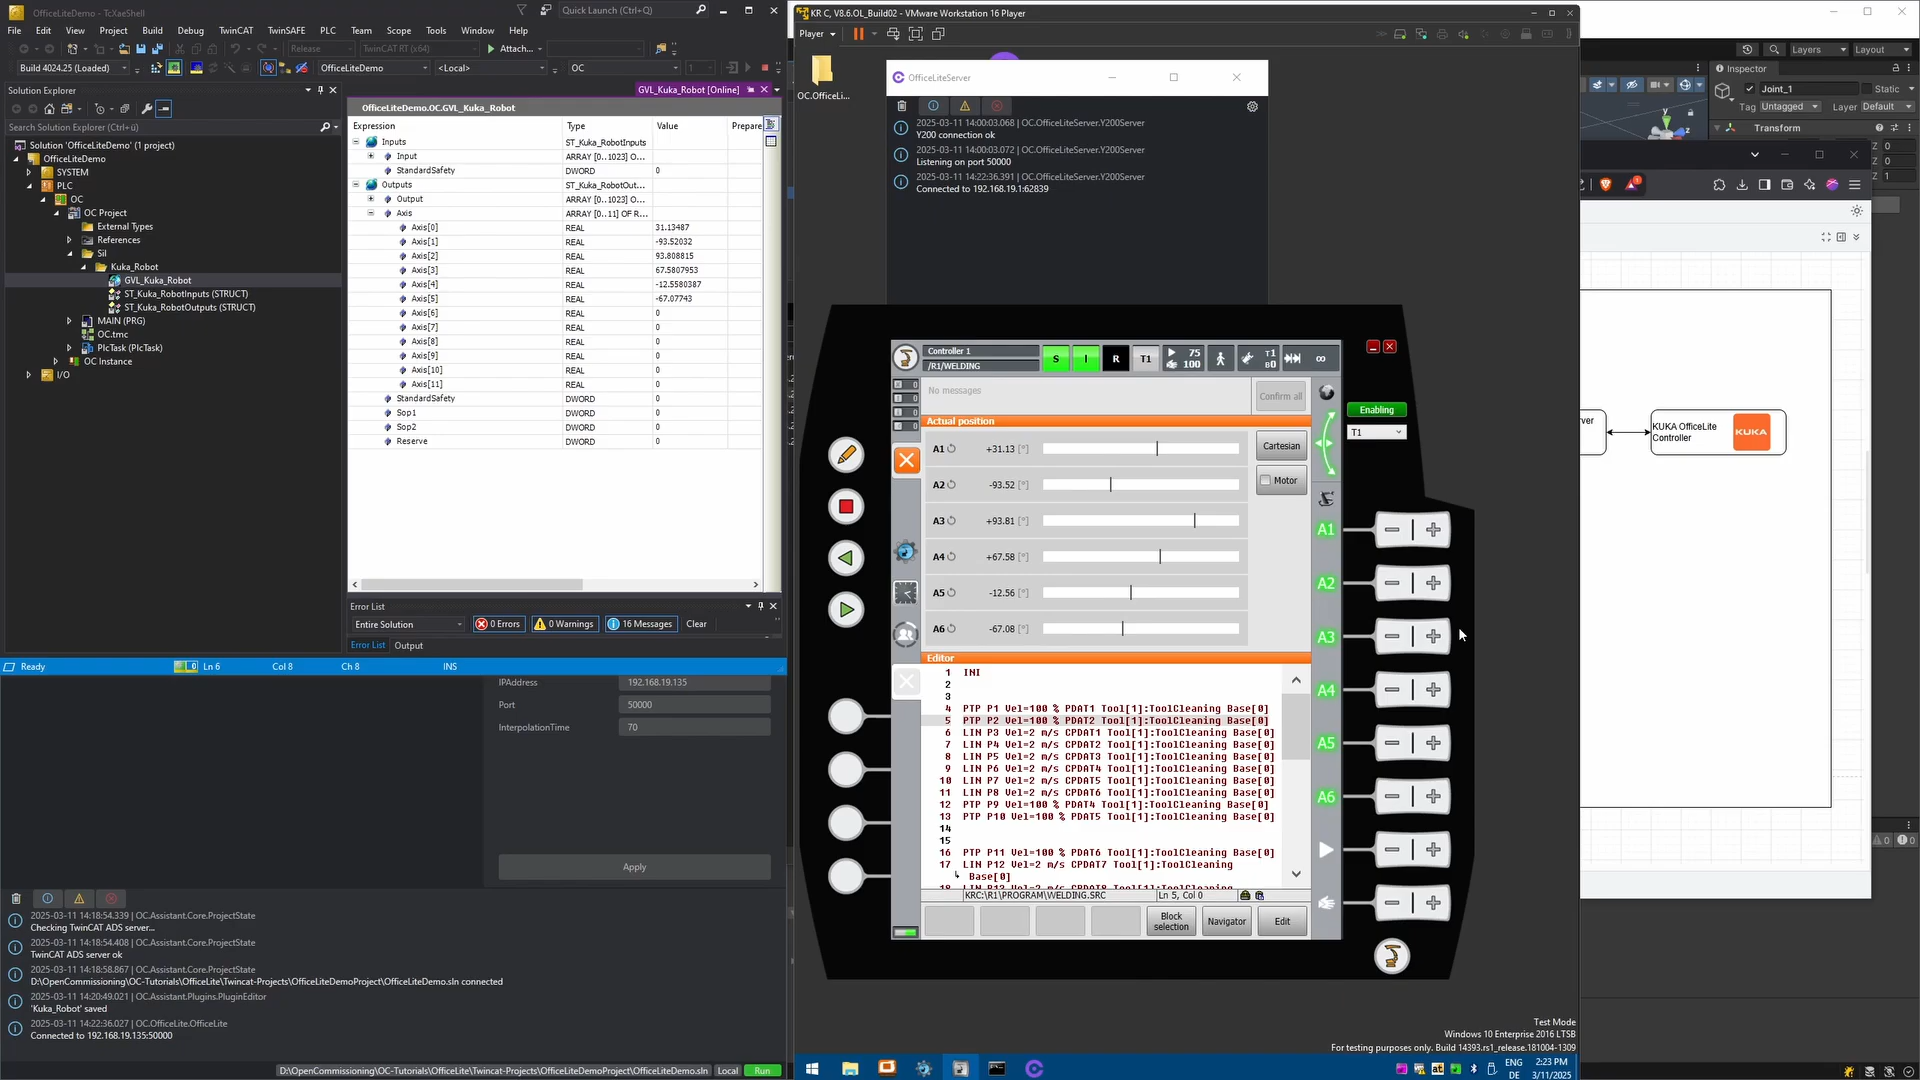 OfficeLiteDemo - TcXaeShell
Quick Launch (Ctrl+Q)
File Edit View Project Build Debug TwinCAT TwinSAFE PLC Team Scope Tools Window Help
Release TwinCAT RT (x64) Attach...
Build 4024.25 (Loaded) OfficeLiteDemo <Local> OC 1
Solution Explorer
Search Solution Explorer (Ctrl+ü)
Solution 'OfficeLiteDemo' (1 project)
OfficeLiteDemo
SYSTEM
PLC
OC
OC Project
External Types
References
Sil
Kuka_Robot
GVL_Kuka_Robot
ST_Kuka_RobotInputs (STRUCT)
ST_Kuka_RobotOutputs (STRUCT)
MAIN (PRG)
OC.tmc
PlcTask (PlcTask)
OC Instance
I/O
GVL_Kuka_Robot [Online]
OfficeLiteDemo.OC.GVL_Kuka_Robot
Expression Type Value Prepare
Inputs ST_Kuka_RobotInputs
Input ARRAY [0..1023] O...
StandardSafety DWORD 0
Outputs ST_Kuka_RobotOut...
Output ARRAY [0..1023] O...
Axis ARRAY [0..11] OF R...
Axis[0] REAL 31.13487
Axis[1] REAL -93.52032
Axis[2] REAL 93.808815
Axis[3] REAL 67.5807953
Axis[4] REAL -12.5580387
Axis[5] REAL -67.07743
Axis[6] REAL 0
Axis[7] REAL 0
Axis[8] REAL 0
Axis[9] REAL 0
Axis[10] REAL 0
Axis[11] REAL 0
StandardSafety DWORD 0
Sop1 DWORD 0
Sop2 DWORD 0
Reserve DWORD 0
Error List
Entire Solution 0 Errors 0 Warnings 16 Messages Clear
Error List Output
Ready Ln 6 Col 8 Ch 8 INS
IPAddress 192.168.19.135
Port 50000
InterpolationTime 70
Apply
2025-03-11 14:18:54.339 | OC.Assistant.Core.ProjectState
Checking TwinCAT ADS server...
2025-03-11 14:18:54.408 | OC.Assistant.Core.ProjectState
TwinCAT ADS server ok
2025-03-11 14:18:58.867 | OC.Assistant.Core.ProjectState
D:\OpenCommissioning\OC-Tutorials\OfficeLite\Twincat-Projects\OfficeLiteDemoProject\OfficeLiteDemo.sln connected
2025-03-11 14:20:49.021 | OC.Assistant.Plugins.PluginEditor
'Kuka_Robot' saved
2025-03-11 14:22:36.027 | OC.OfficeLite.OfficeLite
Connected to 192.168.19.135:50000
D:\OpenCommissioning\OC-Tutorials\OfficeLite\Twincat-Projects\OfficeLiteDemoProject\OfficeLiteDemo.sln Local Run
KR C, V8.6.OL_Build02 - VMware Workstation 16 Player
Player
OC.OfficeLi...
OfficeLiteServer
2025-03-11 14:00:03.068 | OC.OfficeLiteServer.Y200Server
Y200 connection ok
2025-03-11 14:00:03.072 | OC.OfficeLiteServer.Y200Server
Listening on port 50000
2025-03-11 14:22:36.391 | OC.OfficeLiteServer.Y200Server
Connected to 192.168.19.1:62839
Controller 1
/R1/WELDING
S I R T1 75 100 T1 B0 ∞
0
0
0
0
No messages
Confirm all
Actual position
A1 +31.13 [°]
A2 -93.52 [°]
A3 +93.81 [°]
A4 +67.58 [°]
A5 -12.56 [°]
A6 -67.08 [°]
Cartesian
Motor
Enabling
T1
A1
A2
A3
A4
A5
A6
Editor
1 INI
2
3
4 PTP P1 Vel=100 % PDAT1 Tool[1]:ToolCleaning Base[0]
5 PTP P2 Vel=100 % PDAT2 Tool[1]:ToolCleaning Base[0]
6 LIN P3 Vel=2 m/s CPDAT1 Tool[1]:ToolCleaning Base[0]
7 LIN P4 Vel=2 m/s CPDAT2 Tool[1]:ToolCleaning Base[0]
8 LIN P5 Vel=2 m/s CPDAT3 Tool[1]:ToolCleaning Base[0]
9 LIN P6 Vel=2 m/s CPDAT4 Tool[1]:ToolCleaning Base[0]
10 LIN P7 Vel=2 m/s CPDAT5 Tool[1]:ToolCleaning Base[0]
11 LIN P8 Vel=2 m/s CPDAT6 Tool[1]:ToolCleaning Base[0]
12 PTP P9 Vel=100 % PDAT4 Tool[1]:ToolCleaning Base[0]
13 PTP P10 Vel=100 % PDAT5 Tool[1]:ToolCleaning Base[0]
14
15
16 PTP P11 Vel=100 % PDAT6 Tool[1]:ToolCleaning Base[0]
17 LIN P12 Vel=2 m/s CPDAT7 Tool[1]:ToolCleaning
Base[0]
18 LIN P13 Vel=2 m/s CPDAT8 Tool[1]:ToolCleaning
KRC:\R1\PROGRAM\WELDING.SRC Ln 5, Col 0
Block selection
Navigator
Edit
Test Mode
Windows 10 Enterprise 2016 LTSB
For testing purposes only. Build 14393.rs1_release.181004-1309
ENG
DE
2:23 PM
3/11/2025
Layers Layout
Inspector
Joint_1 Static
Tag Untagged Layer Default
Transform
Z 0
Z 0
Z 1
ver
KUKA OfficeLite
Controller
KUKA